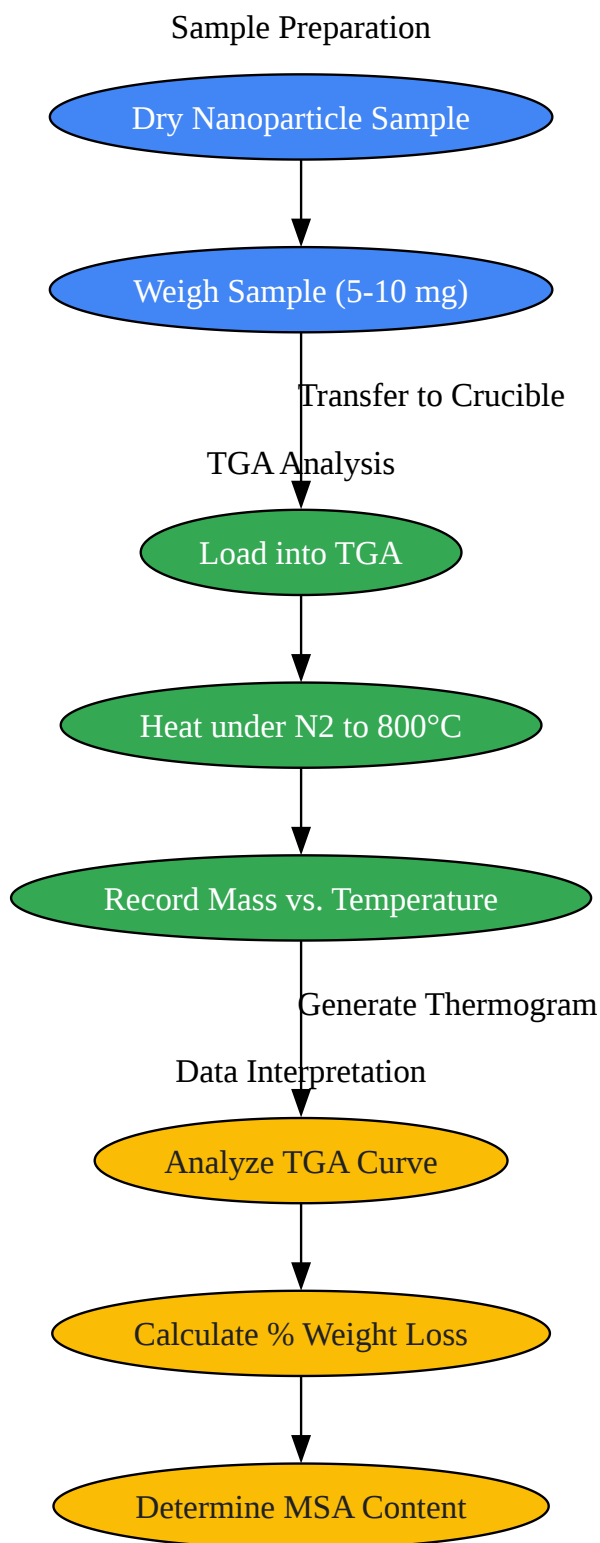 Sample Preparation
Dry Nanoparticle Sample
Weigh Sample (5-10 mg)
Transfer to Crucible
TGA Analysis
Load into TGA
Heat under N2 to 800°C
Record Mass vs. Temperature
Generate Thermogram
Data Interpretation
Analyze TGA Curve
Calculate % Weight Loss
Determine MSA Content